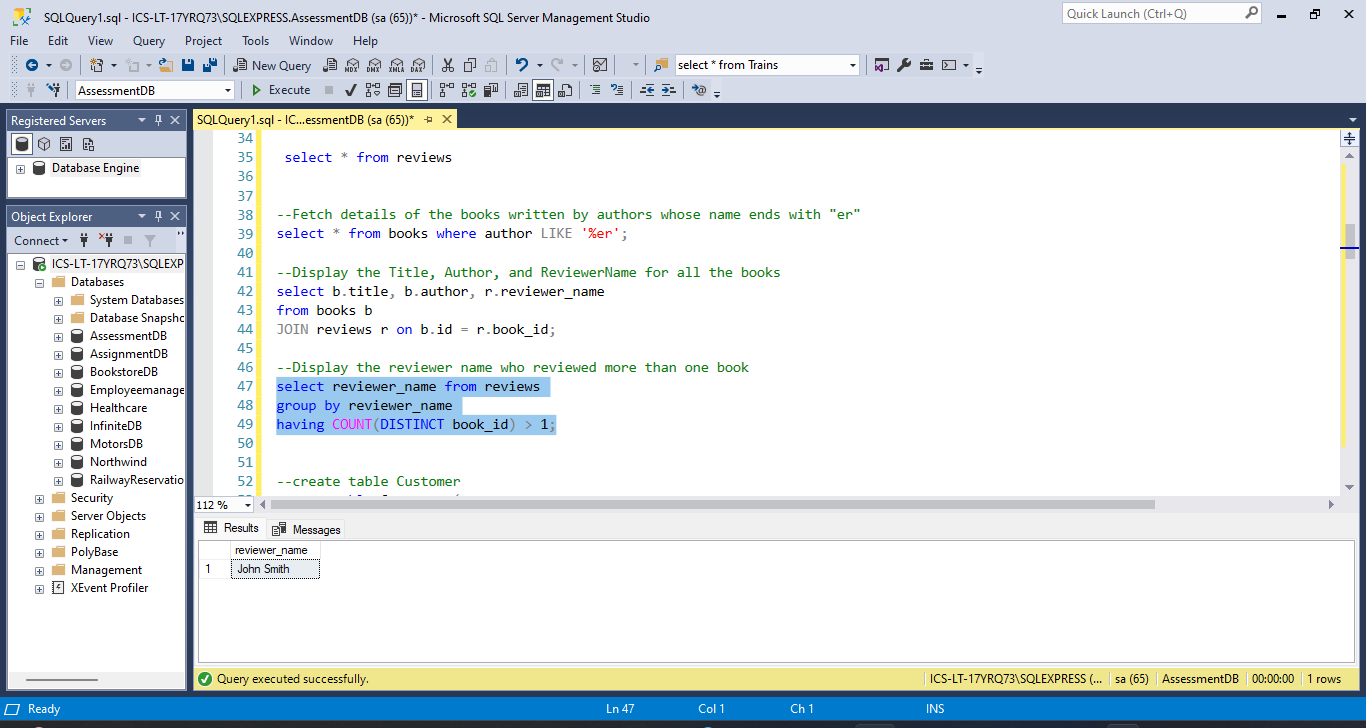 SQLQuery1.sql - ICS-LT-17YRQ73\SQLEXPRESS.AssessmentDB (sa (65))* - Microsoft SQL Server Management Studio
Quick Launch (Ctrl+Q)
File Edit View Query Project Tools Window Help
New Query MDX DMX XMLA DAX select * from Trains
AssessmentDB Execute
Registered Servers
Database Engine
Object Explorer
Connect
ICS-LT-17YRQ73\SQLEXP
Databases
System Databases
Database Snapsho
AssessmentDB
AssignmentDB
BookstoreDB
Employeemanage
Healthcare
InfiniteDB
MotorsDB
Northwind
RailwayReservatio
Security
Server Objects
Replication
PolyBase
Management
XEvent Profiler
SQLQuery1.sql - IC...essmentDB (sa (65))*
34
35 select * from reviews
36
37
38 --Fetch details of the books written by authors whose name ends with "er"
39 select * from books where author LIKE '%er';
40
41 --Display the Title, Author, and ReviewerName for all the books
42 select b.title, b.author, r.reviewer_name
43 from books b
44 JOIN reviews r on b.id = r.book_id;
45
46 --Display the reviewer name who reviewed more than one book
47 select reviewer_name from reviews
48 group by reviewer_name
49 having COUNT(DISTINCT book_id) > 1;
50
51
52 --create table Customer
112 %
Results Messages
reviewer_name
1 John Smith
Query executed successfully. ICS-LT-17YRQ73\SQLEXPRESS (... sa (65) AssessmentDB 00:00:00 1 rows
Ready Ln 47 Col 1 Ch 1 INS